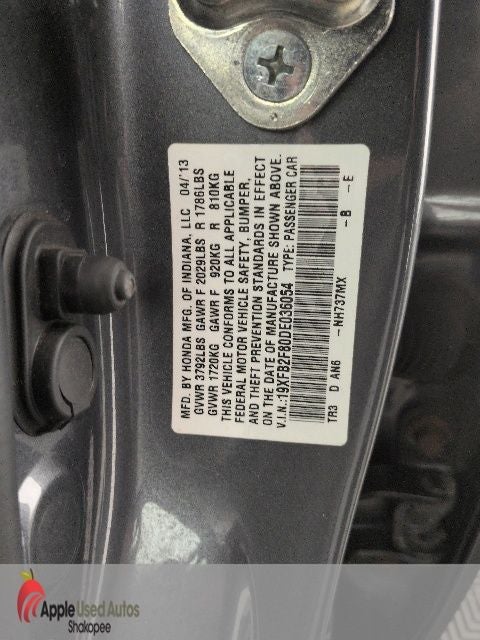 MFD. BY HONDA MFG. OF INDIANA, LLC 04/'13
GVWR 3792LBS GAWR F 2029LBS R 1786LBS
GVWR 1720KG GAWR F 920KG R 810KG
THIS VEHICLE CONFORMS TO ALL APPLICABLE
FEDERAL MOTOR VEHICLE SAFETY, BUMPER,
AND THEFT PREVENTION STANDARDS IN EFFECT
ON THE DATE OF MANUFACTURE SHOWN ABOVE.
V.I.N.:19XFB2F80DE036054 TYPE: PASSENGER CAR
TR3 D AN6 -NH737MX -B -E
Apple Used Autos
Shakopee